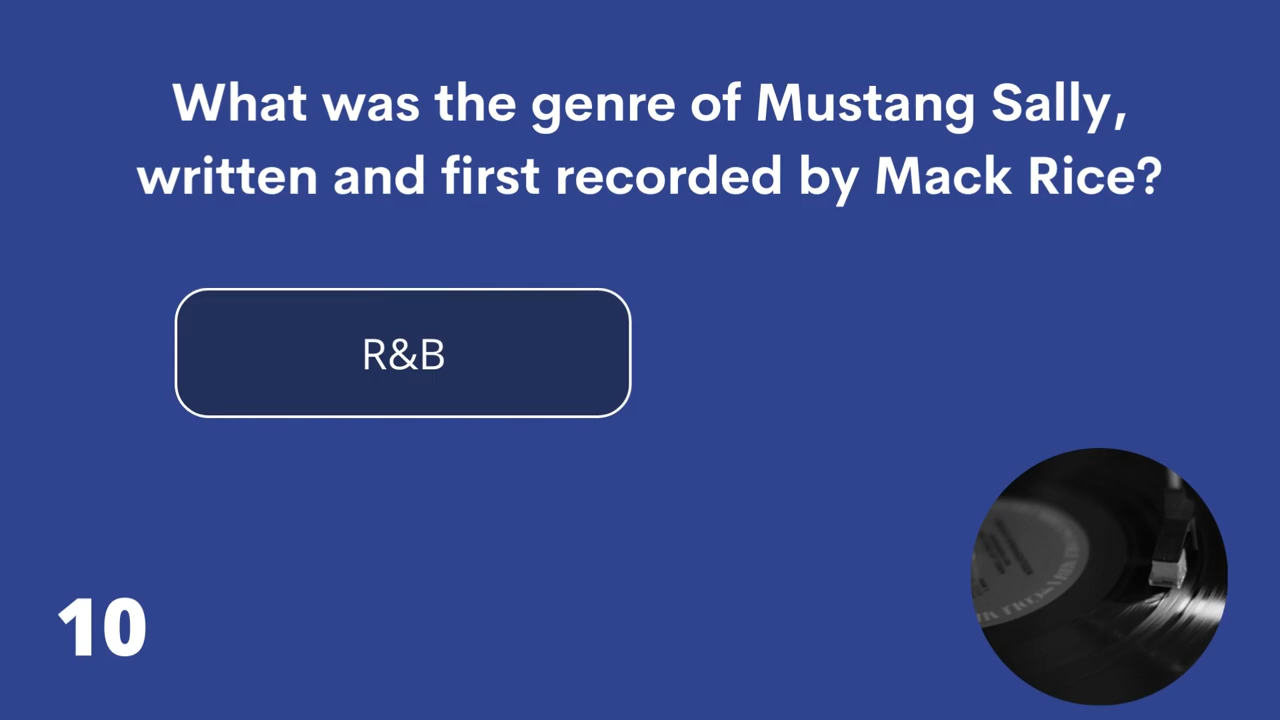 What was the genre of Mustang Sally,
written and first recorded by Mack Rice?
R&B
10